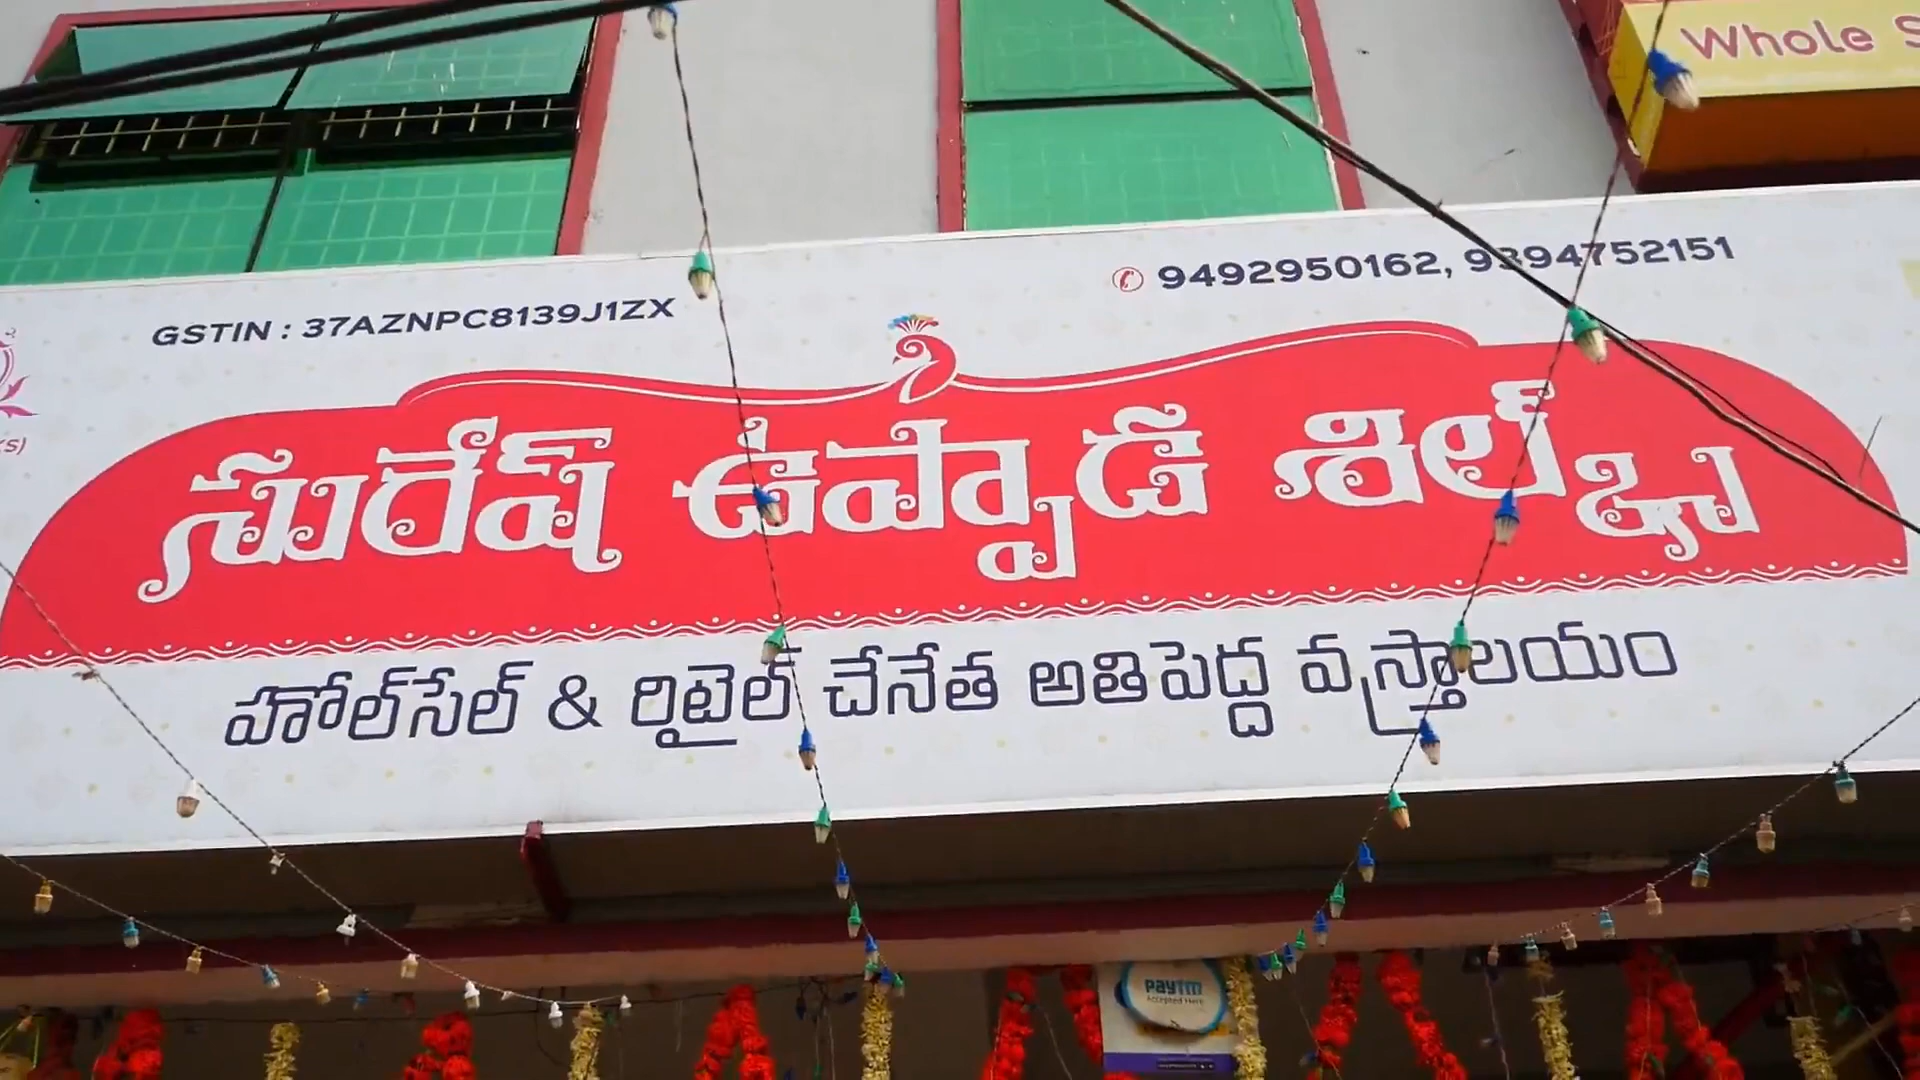 Whole
GSTIN : 37AZNPC8139J1ZX
9492950162, 9394752151
సురేష్ ఉప్పాడ శిల్క్స్
హోల్‌సేల్ & రిటైల్ చేనేత అతిపెద్ద వస్త్రాలయం
paytm
Accepted Here